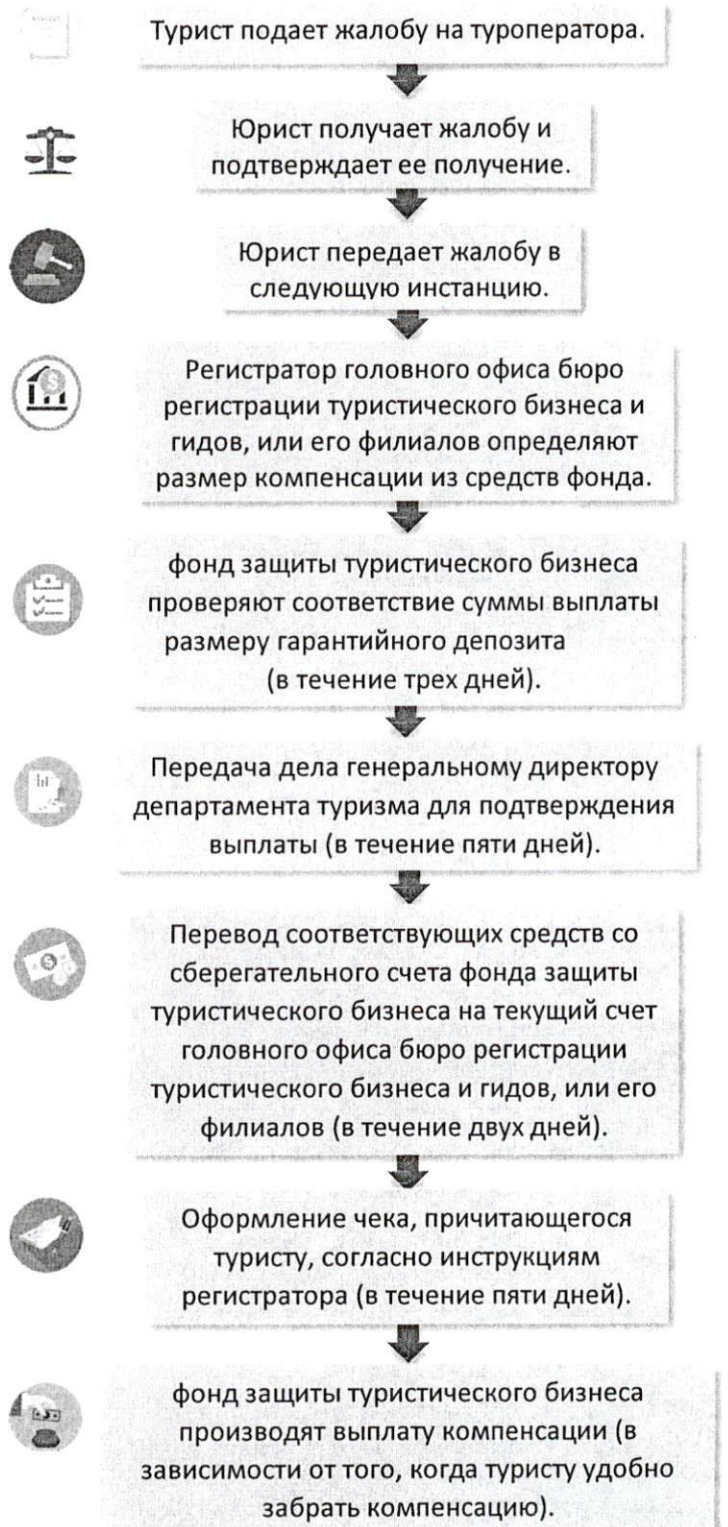 Турист подает жалобу на туроператора.
Юрист получает жалобу и
подтверждает ее получение.
Юрист передает жалобу в
следующую инстанцию.
Регистратор головного офиса бюро
регистрации туристического бизнеса и
гидов, или его филиалов определяют
размер компенсации из средств фонда.
фонд защиты туристического бизнеса
проверяют соответствие суммы выплаты
размеру гарантийного депозита
(в течение трех дней).
Передача дела генеральному директору
департамента туризма для подтверждения
выплаты (в течение пяти дней).
Перевод соответствующих средств со
сберегательного счета фонда защиты
туристического бизнеса на текущий счет
головного офиса бюро регистрации
туристического бизнеса и гидов, или его
филиалов (в течение двух дней).
Оформление чека, причитающегося
туристу, согласно инструкциям
регистратора (в течение пяти дней).
фонд защиты туристического бизнеса
производят выплату компенсации (в
зависимости от того, когда туристу удобно
забрать компенсацию).